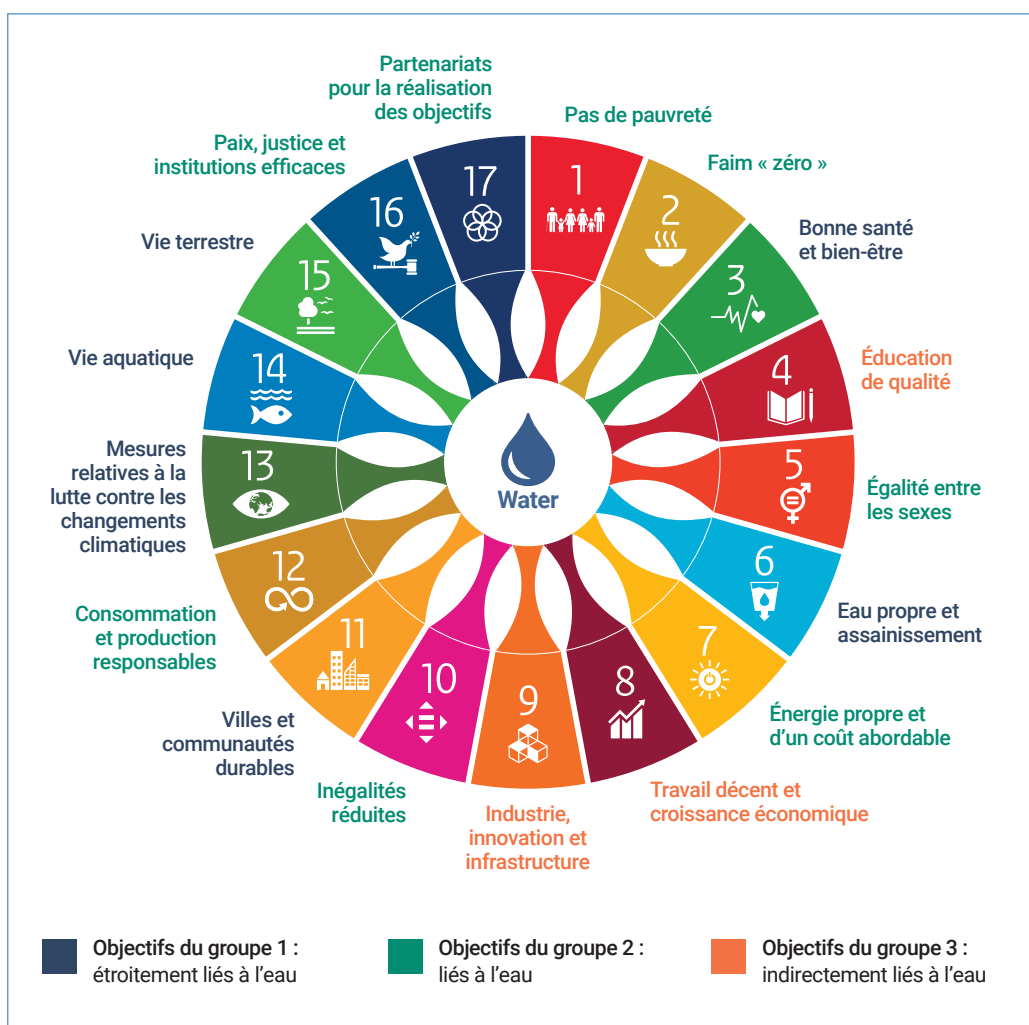 Partenariats
pour la réalisation
des objectifs
Pas de pauvreté
Paix, justice et
institutions efficaces
Faim « zéro »
Bonne santé
et bien-être
Vie terrestre
Vie aquatique
Éducation
de qualité
Mesures
relatives à la
lutte contre les
changements
climatiques
Égalité entre
les sexes
Consommation
et production
responsables
Eau propre et
assainissement
Villes et
communautés
durables
Énergie propre et
d'un coût abordable
Inégalités
réduites
Industrie,
innovation et
infrastructure
Travail décent et
croissance économique
1
2
3
4
5
6
7
8
9
10
11
12
13
14
15
16
17
Water
Objectifs du groupe 1 :
étroitement liés à l'eau
Objectifs du groupe 2 :
liés à l'eau
Objectifs du groupe 3 :
indirectement liés à l'eau